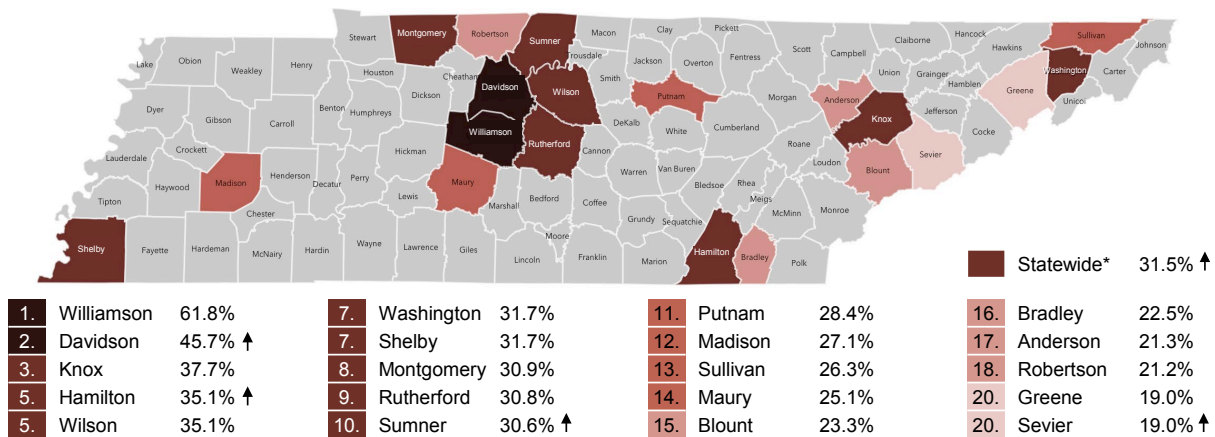 Stewart
Montgomery
Robertson
Sumner
Macon
Clay
Pickett
Scott
Campbell
Claiborne
Hancock
Hawkins
Sullivan
Johnson
Lake
Obion
Weakley
Henry
Houston
Cheatham
Trousdale
Smith
Jackson
Overton
Fentress
Union
Grainger
Hamblen
Washington
Carter
Unicoi
Greene
Dyer
Gibson
Carroll
Benton
Humphreys
Dickson
Davidson
Wilson
Putnam
Morgan
Anderson
Knox
Jefferson
Cocke
Lauderdale
Crockett
Haywood
Madison
Henderson
Decatur
Perry
Hickman
Williamson
Rutherford
Cannon
DeKalb
White
Cumberland
Roane
Loudon
Blount
Sevier
Tipton
Chester
Lewis
Maury
Marshall
Bedford
Coffee
Warren
Van Buren
Bledsoe
Rhea
Meigs
McMinn
Monroe
Shelby
Fayette
Hardeman
McNairy
Hardin
Wayne
Lawrence
Giles
Lincoln
Moore
Franklin
Grundy
Sequatchie
Marion
Hamilton
Bradley
Polk
Statewide* 31.5% ↑
1. Williamson 61.8%
2. Davidson 45.7% ↑
3. Knox 37.7%
5. Hamilton 35.1% ↑
5. Wilson 35.1%
7. Washington 31.7%
7. Shelby 31.7%
8. Montgomery 30.9%
9. Rutherford 30.8%
10. Sumner 30.6% ↑
11. Putnam 28.4%
12. Madison 27.1%
13. Sullivan 26.3%
14. Maury 25.1%
15. Blount 23.3%
16. Bradley 22.5%
17. Anderson 21.3%
18. Robertson 21.2%
20. Greene 19.0%
20. Sevier 19.0% ↑